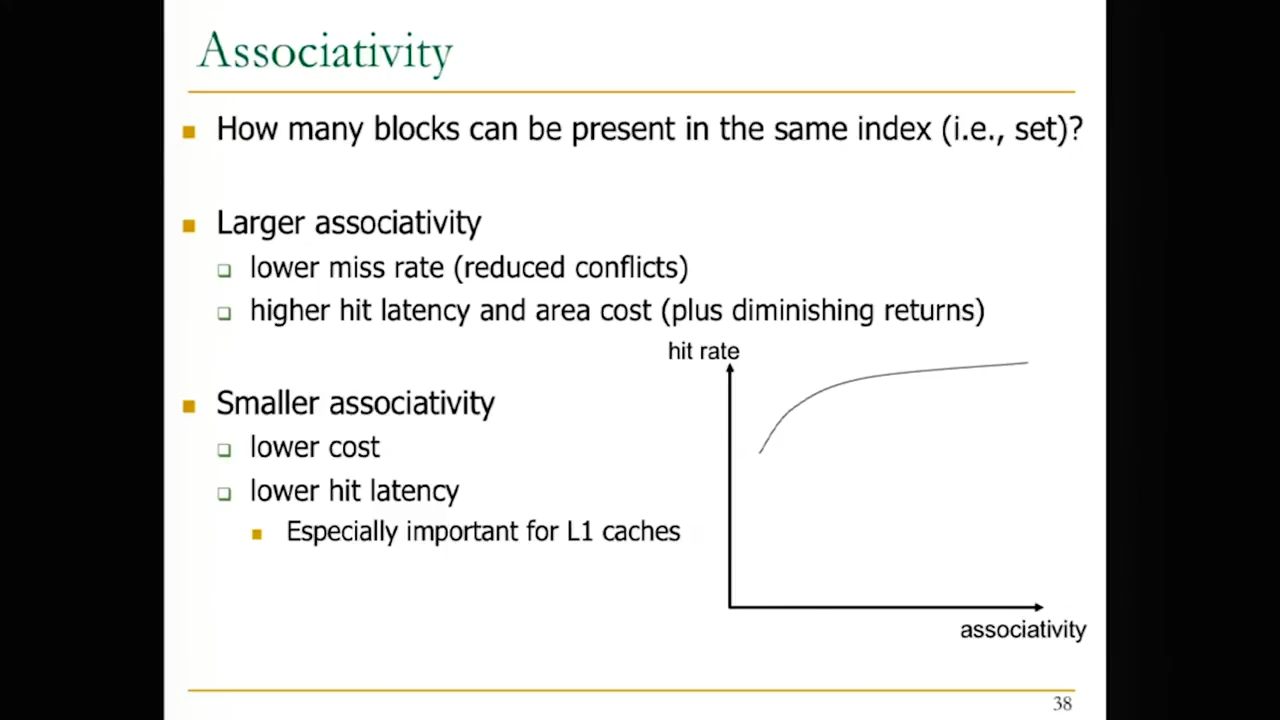 Associativity
How many blocks can be present in the same index (i.e., set)?
Larger associativity
lower miss rate (reduced conflicts)
higher hit latency and area cost (plus diminishing returns)
hit rate
Smaller associativity
lower cost
lower hit latency
Especially important for L1 caches
associativity
38